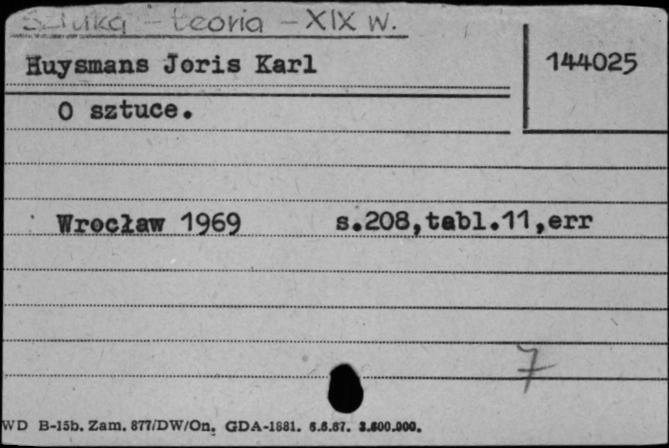 Sztuka - teoria - XIX w.
Huysmans Joris Karl
144025
O sztuce.
Wrocław 1969 s.208,tabl.11,err
7
WD B-15b. Zam. 877/DW/On. GDA-1881. 6.6.67. 3.600.000.